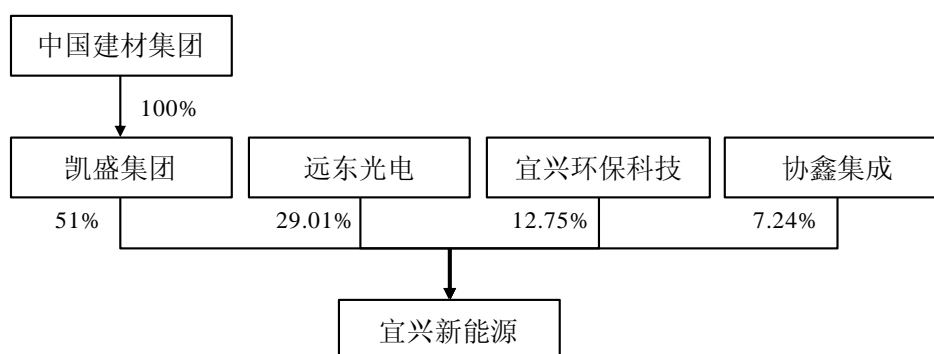 中国建材集团
100%
凯盛集团
远东光电
宜兴环保科技
协鑫集成
51%
29.01%
12.75%
7.24%
宜兴新能源